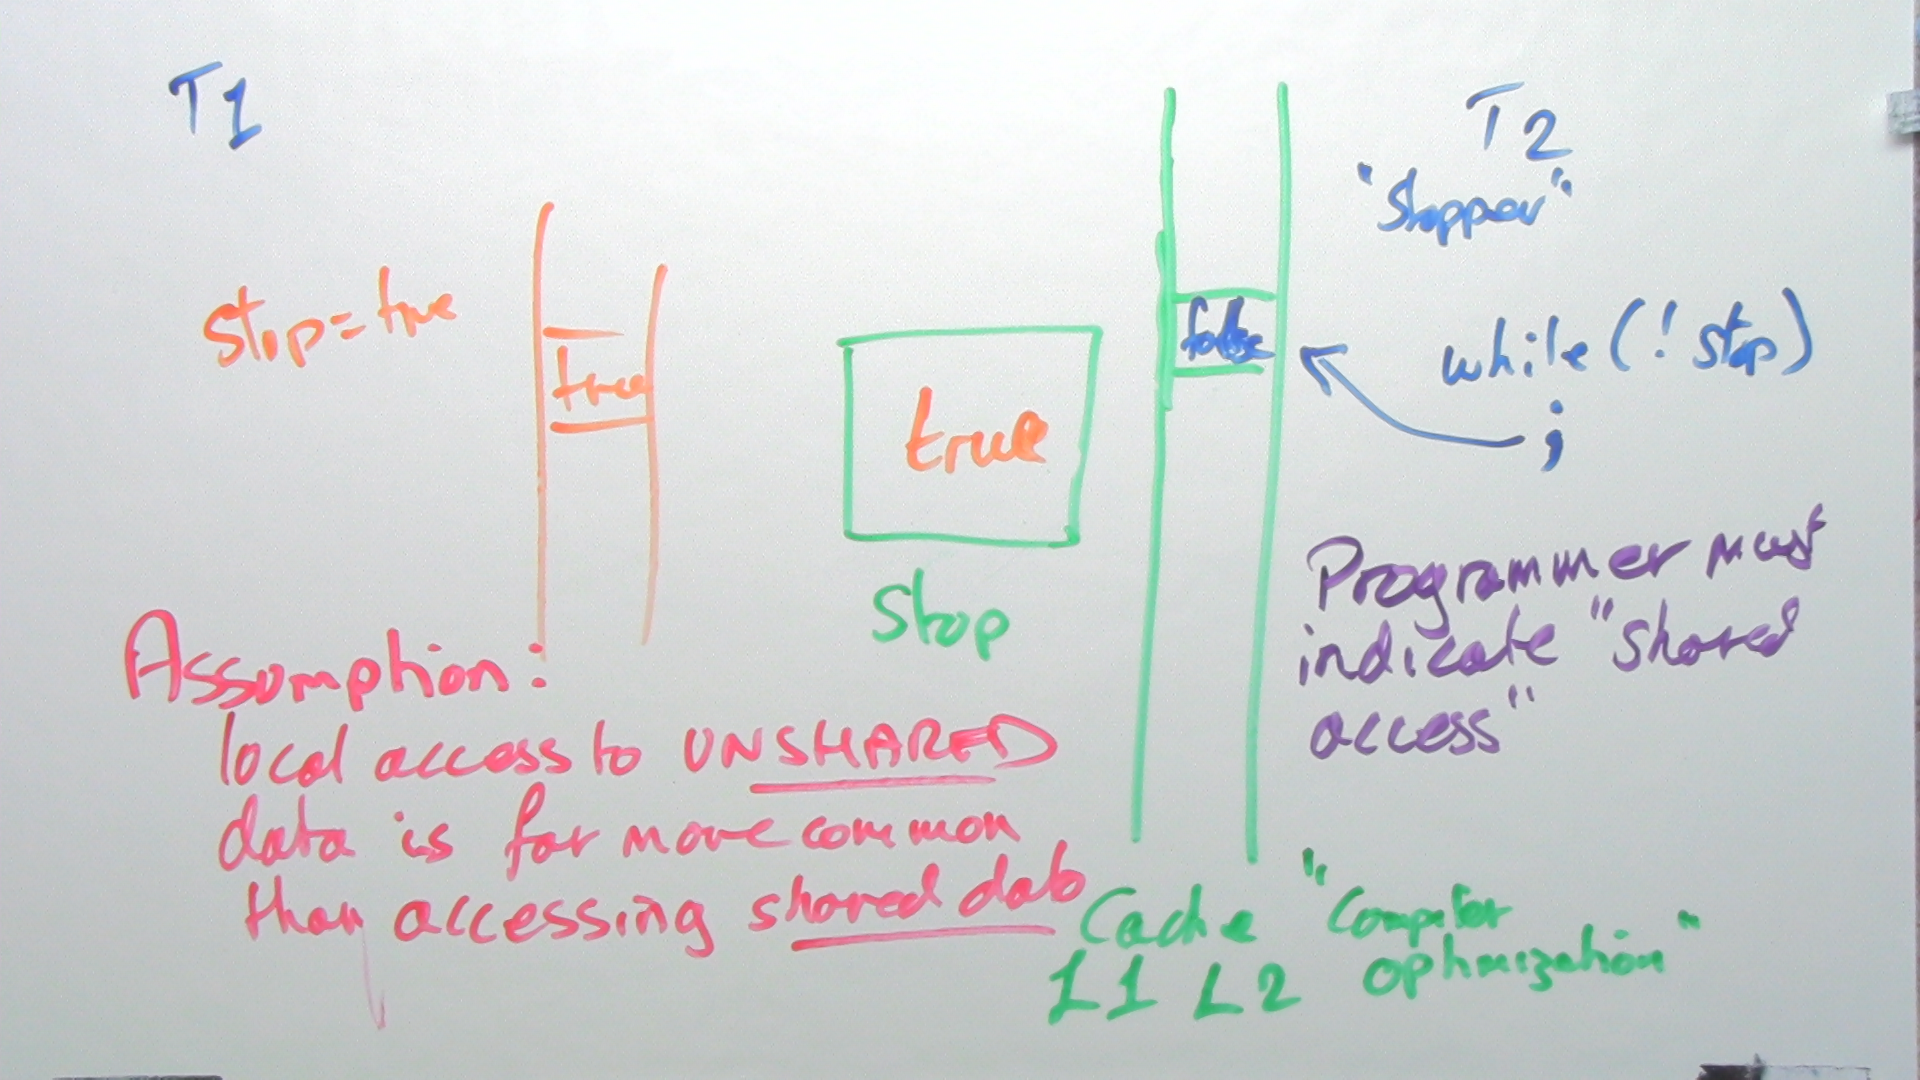 T1
T2
"Stopper"
stop=true
true
true
stop
false
while (! stop)
;
Programmer must
indicate "shared
access"
Assumption:
local access to UNSHARED
data is far more common
than accessing shared data
Cache
L1 L2
"Compiler
optimization"